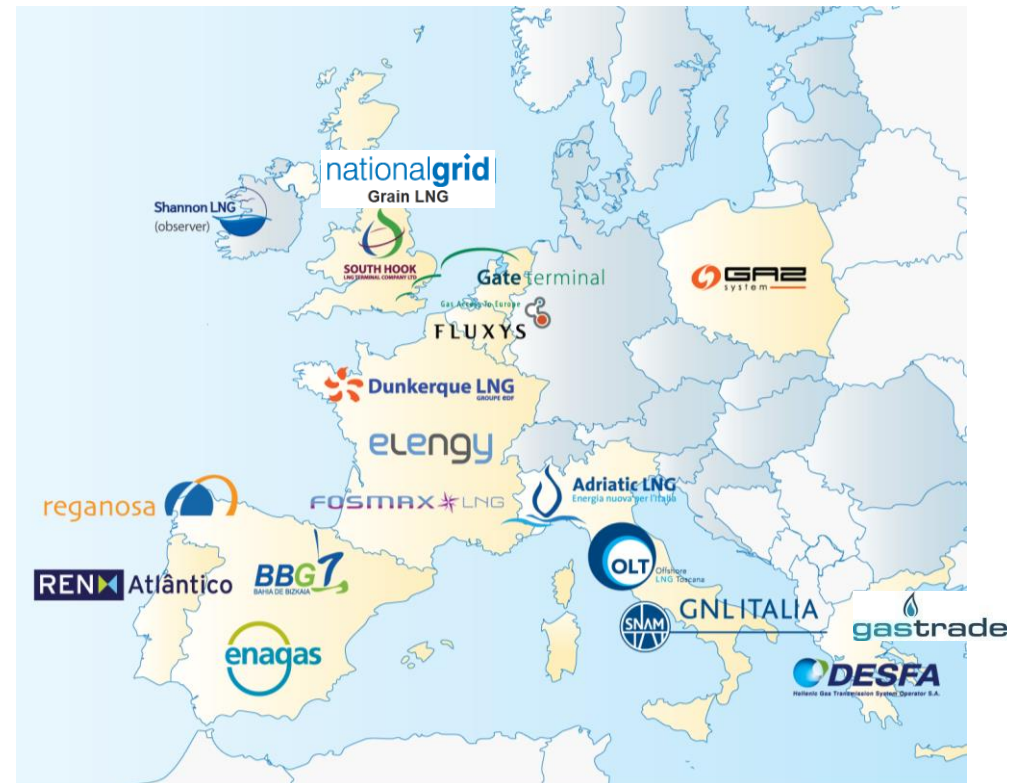 nationalgrid
Grain LNG
Shannon LNG
(observer)
SOUTH HOOK
LNG TERMINAL COMPANY LTD
Gate terminal
Gas Access To Europe
FLUXYS
GAZ
system
Dunkerque LNG
GROUPE EDF
elengy
FOSMAX LNG
Adriatic LNG
Energia nuova per l'Italia
reganosa
REN Atlântico
BBG
BAHIA DE BIZKAIA
OLT
Offshore
LNG Toscana
SNAM
GNL ITALIA
enagas
gastrade
DESFA
Hellenic Gas Transmission System Operator S.A.